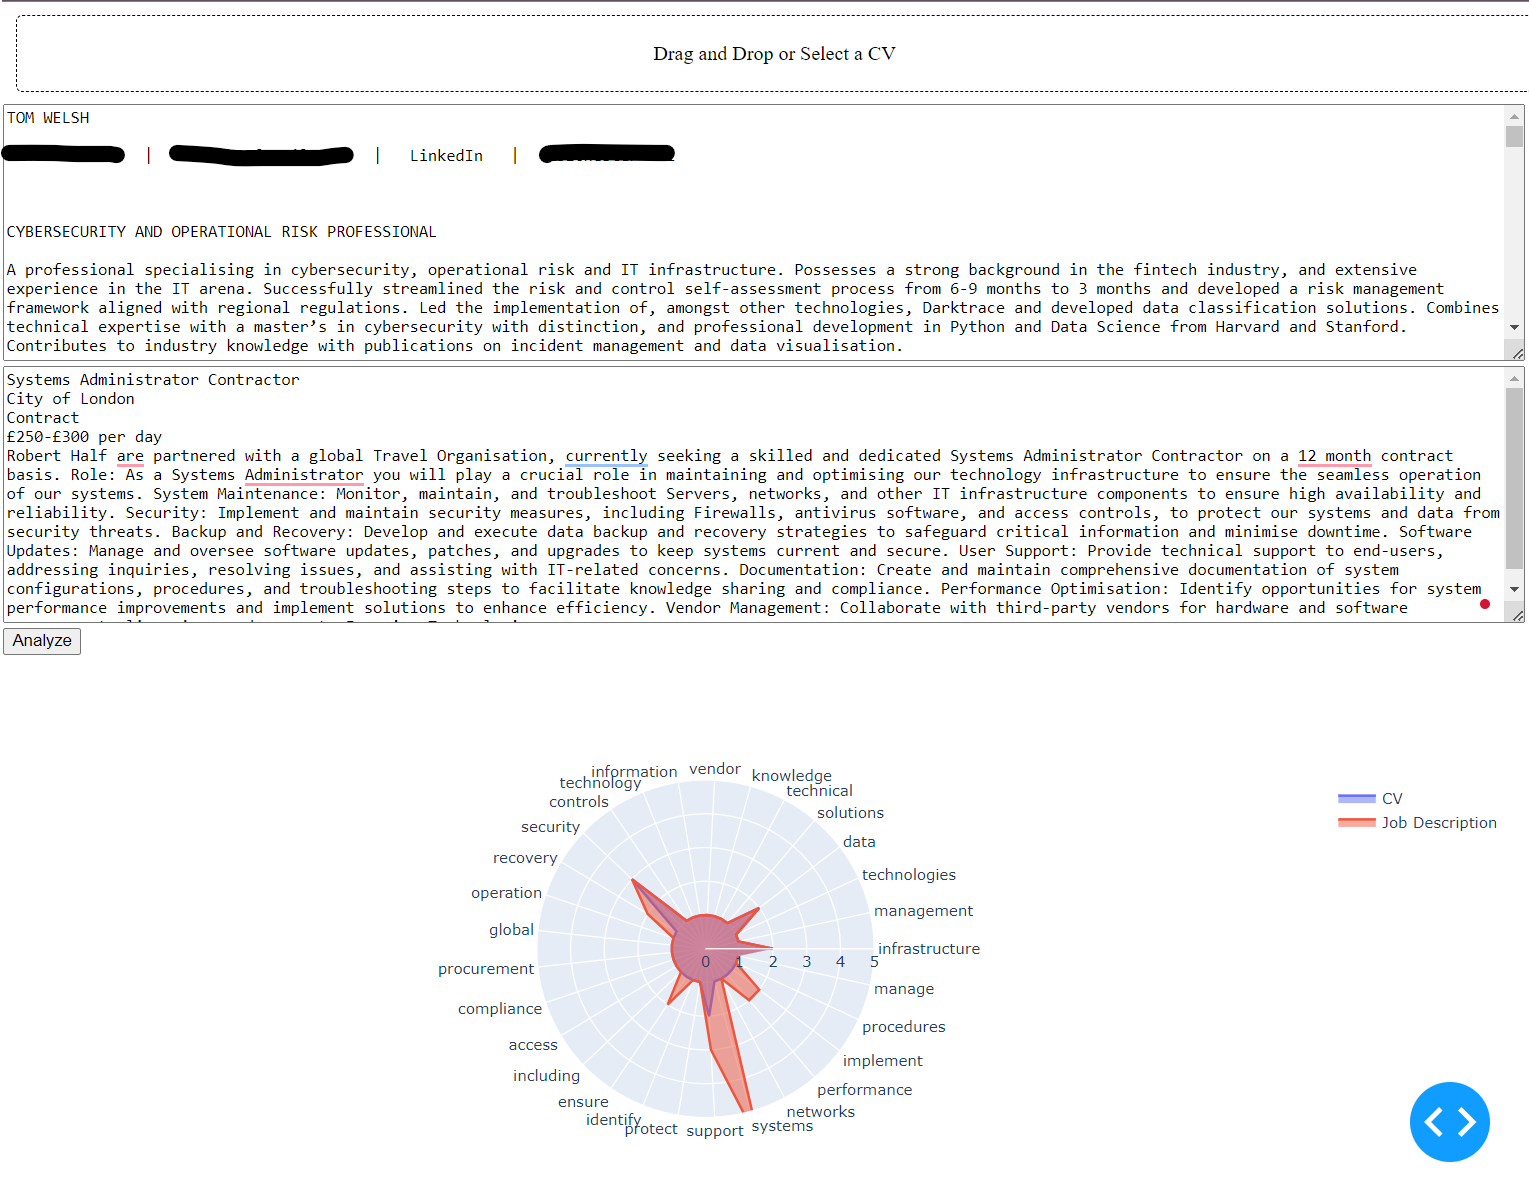 Drag and Drop or Select a CV
TOM WELSH
| | LinkedIn |
CYBERSECURITY AND OPERATIONAL RISK PROFESSIONAL
A professional specialising in cybersecurity, operational risk and IT infrastructure. Possesses a strong background in the fintech industry, and extensive
experience in the IT arena. Successfully streamlined the risk and control self-assessment process from 6-9 months to 3 months and developed a risk management
framework aligned with regional regulations. Led the implementation of, amongst other technologies, Darktrace and developed data classification solutions. Combines
technical expertise with a master’s in cybersecurity with distinction, and professional development in Python and Data Science from Harvard and Stanford.
Contributes to industry knowledge with publications on incident management and data visualisation.
Systems Administrator Contractor
City of London
Contract
£250-£300 per day
Robert Half are partnered with a global Travel Organisation, currently seeking a skilled and dedicated Systems Administrator Contractor on a 12 month contract
basis. Role: As a Systems Administrator you will play a crucial role in maintaining and optimising our technology infrastructure to ensure the seamless operation
of our systems. System Maintenance: Monitor, maintain, and troubleshoot Servers, networks, and other IT infrastructure components to ensure high availability and
reliability. Security: Implement and maintain security measures, including Firewalls, antivirus software, and access controls, to protect our systems and data from
security threats. Backup and Recovery: Develop and execute data backup and recovery strategies to safeguard critical information and minimise downtime. Software
Updates: Manage and oversee software updates, patches, and upgrades to keep systems current and secure. User Support: Provide technical support to end-users,
addressing inquiries, resolving issues, and assisting with IT-related concerns. Documentation: Create and maintain comprehensive documentation of system
configurations, procedures, and troubleshooting steps to facilitate knowledge sharing and compliance. Performance Optimisation: Identify opportunities for system
performance improvements and implement solutions to enhance efficiency. Vendor Management: Collaborate with third-party vendors for hardware and software
Analyze
information
vendor
knowledge
technology
technical
controls
solutions
security
data
recovery
technologies
operation
management
global
infrastructure
0 1 2 3 4 5
procurement
manage
compliance
procedures
access
implement
including
performance
ensure
networks
identify
systems
protect
support
CV
Job Description